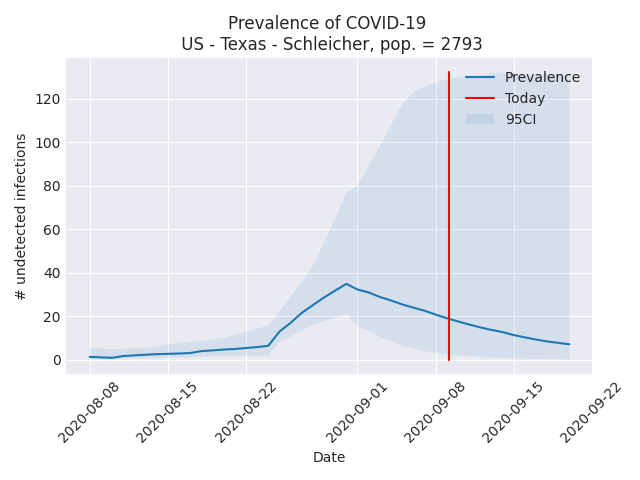 Prevalence of COVID-19
US - Texas - Schleicher, pop. = 2793
Prevalence
Today
95CI
# undetected infections
120
100
80
60
40
20
0
2020-08-08
2020-08-15
2020-08-22
2020-09-01
2020-09-08
2020-09-15
2020-09-22
Date